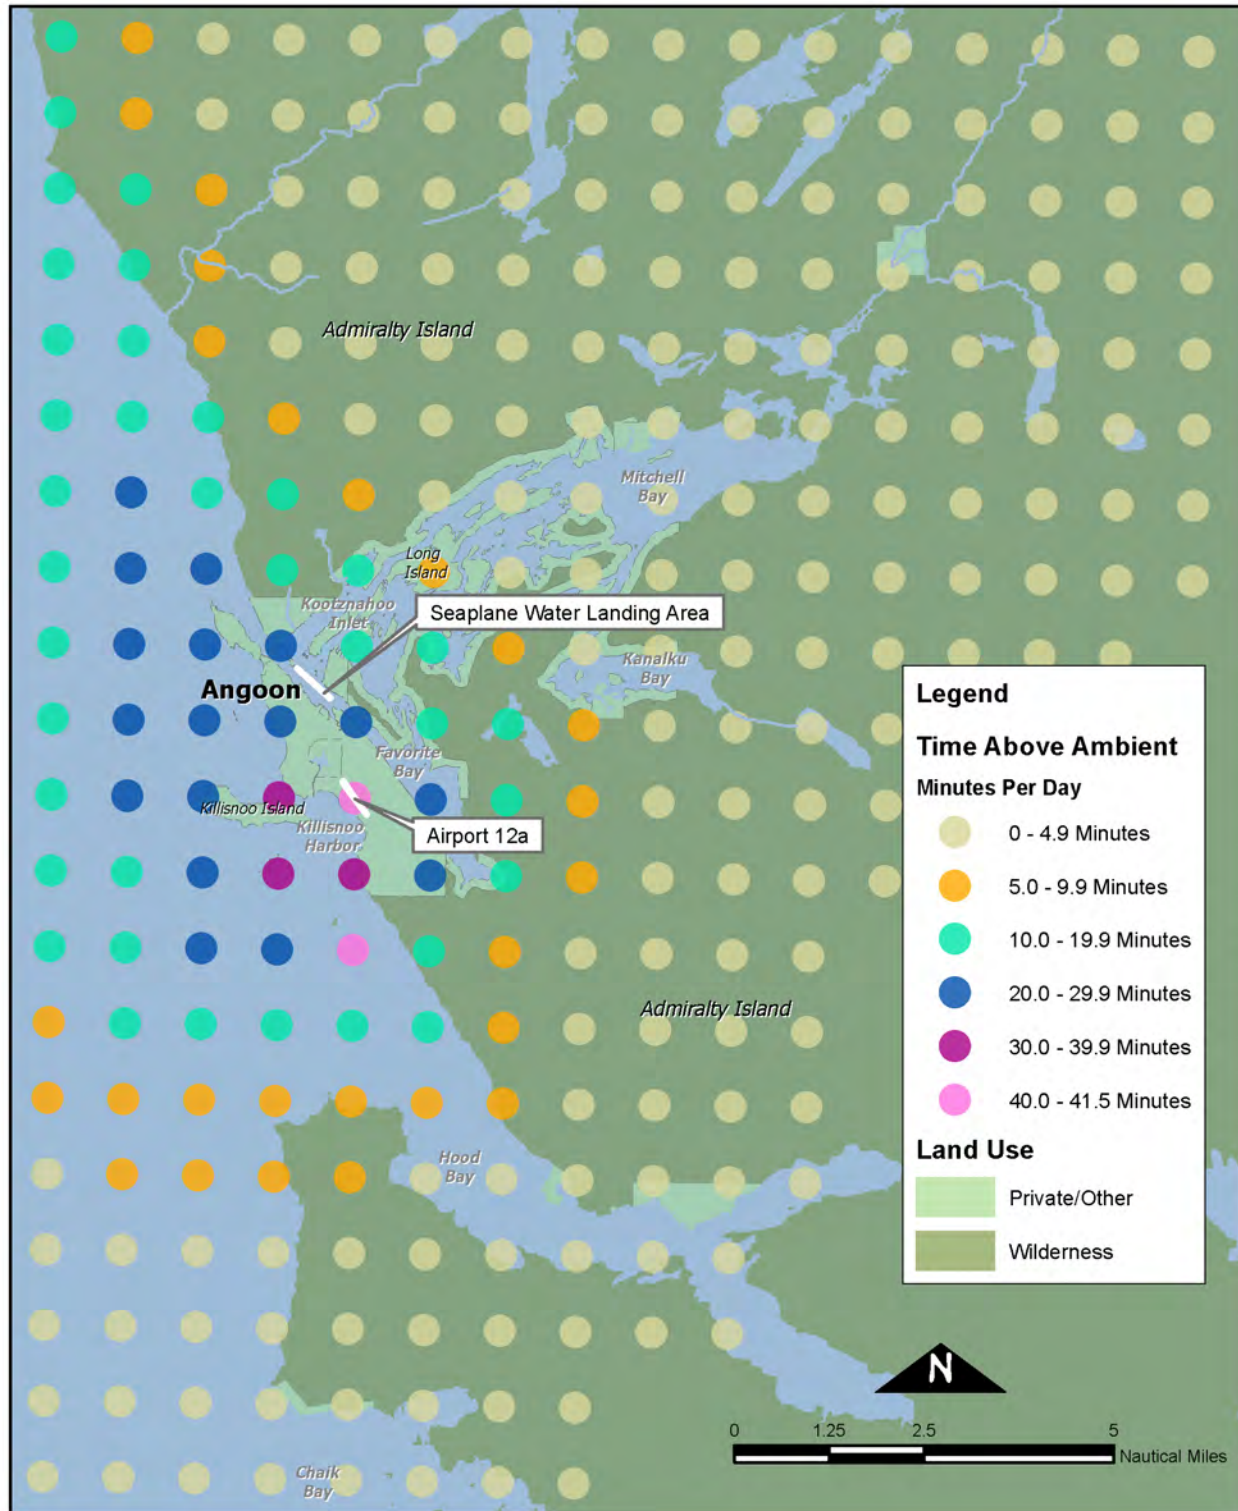 Admiralty Island
Mitchell
Bay
Long
Island
Kootznahoo
Inlet
Seaplane Water Landing Area
Kanalku
Bay
Angoon
Favorite
Bay
Killisnoo Island
Killisnoo
Harbor
Airport 12a
Admiralty Island
Hood
Bay
Chaik
Bay
Legend
Time Above Ambient
Minutes Per Day
0 - 4.9 Minutes
5.0 - 9.9 Minutes
10.0 - 19.9 Minutes
20.0 - 29.9 Minutes
30.0 - 39.9 Minutes
40.0 - 41.5 Minutes
Land Use
Private/Other
Wilderness
N
0 1.25 2.5 5
Nautical Miles